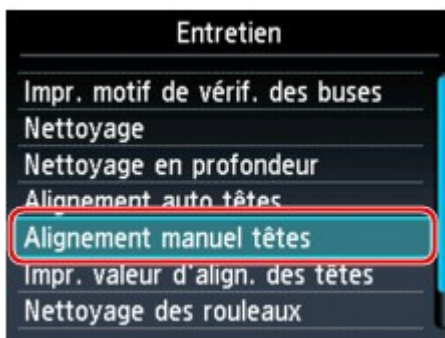 Entretien
Impr. motif de vérif. des buses
Nettoyage
Nettoyage en profondeur
Alignement auto têtes
Alignement manuel têtes
Impr. valeur d'align. des têtes
Nettoyage des rouleaux